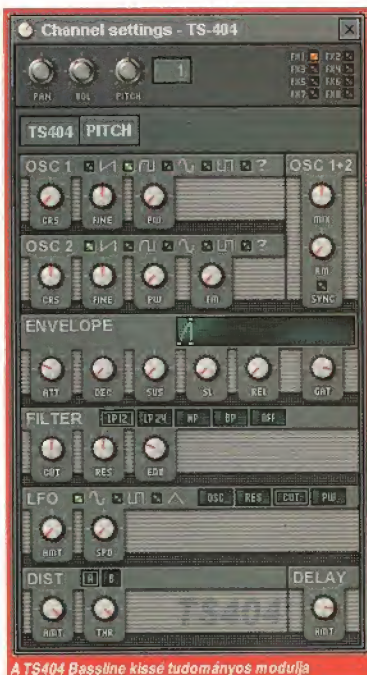 Channel settings - TS-404
PAN VOL PITCH 1
FX1 FX2
FX3 FX4
FX5 FX6
FX7 FX8
TS404 PITCH
OSC 1 ? OSC 1+2
CRS FINE PW MIX
OSC 2 ? RM
CRS FINE PW FM SYNC
ENVELOPE
ATT DEC SUS SL REL GAT
FILTER LP12 LP24 HP BP OFF
CUT RES ENV
LFO OSC RES CUT PW
AMT SPD
DIST A B DELAY
AMT THR TS404 AMT
A TS404 Bassline kissé tudományos modulja